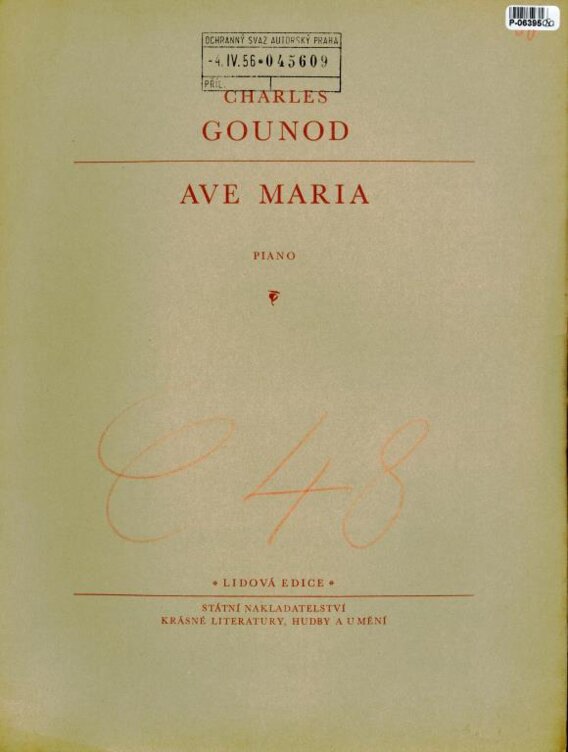 P-06395
OCHRANNÝ SVAZ AUTORSKÝ PRAHA
-4.IV.56*045609
PŘÍL.
CHARLES
GOUNOD
AVE MARIA
PIANO
C 48
* LIDOVÁ EDICE *
STÁTNÍ NAKLADATELSTVÍ
KRÁSNÉ LITERATURY, HUDBY A UMĚNÍ